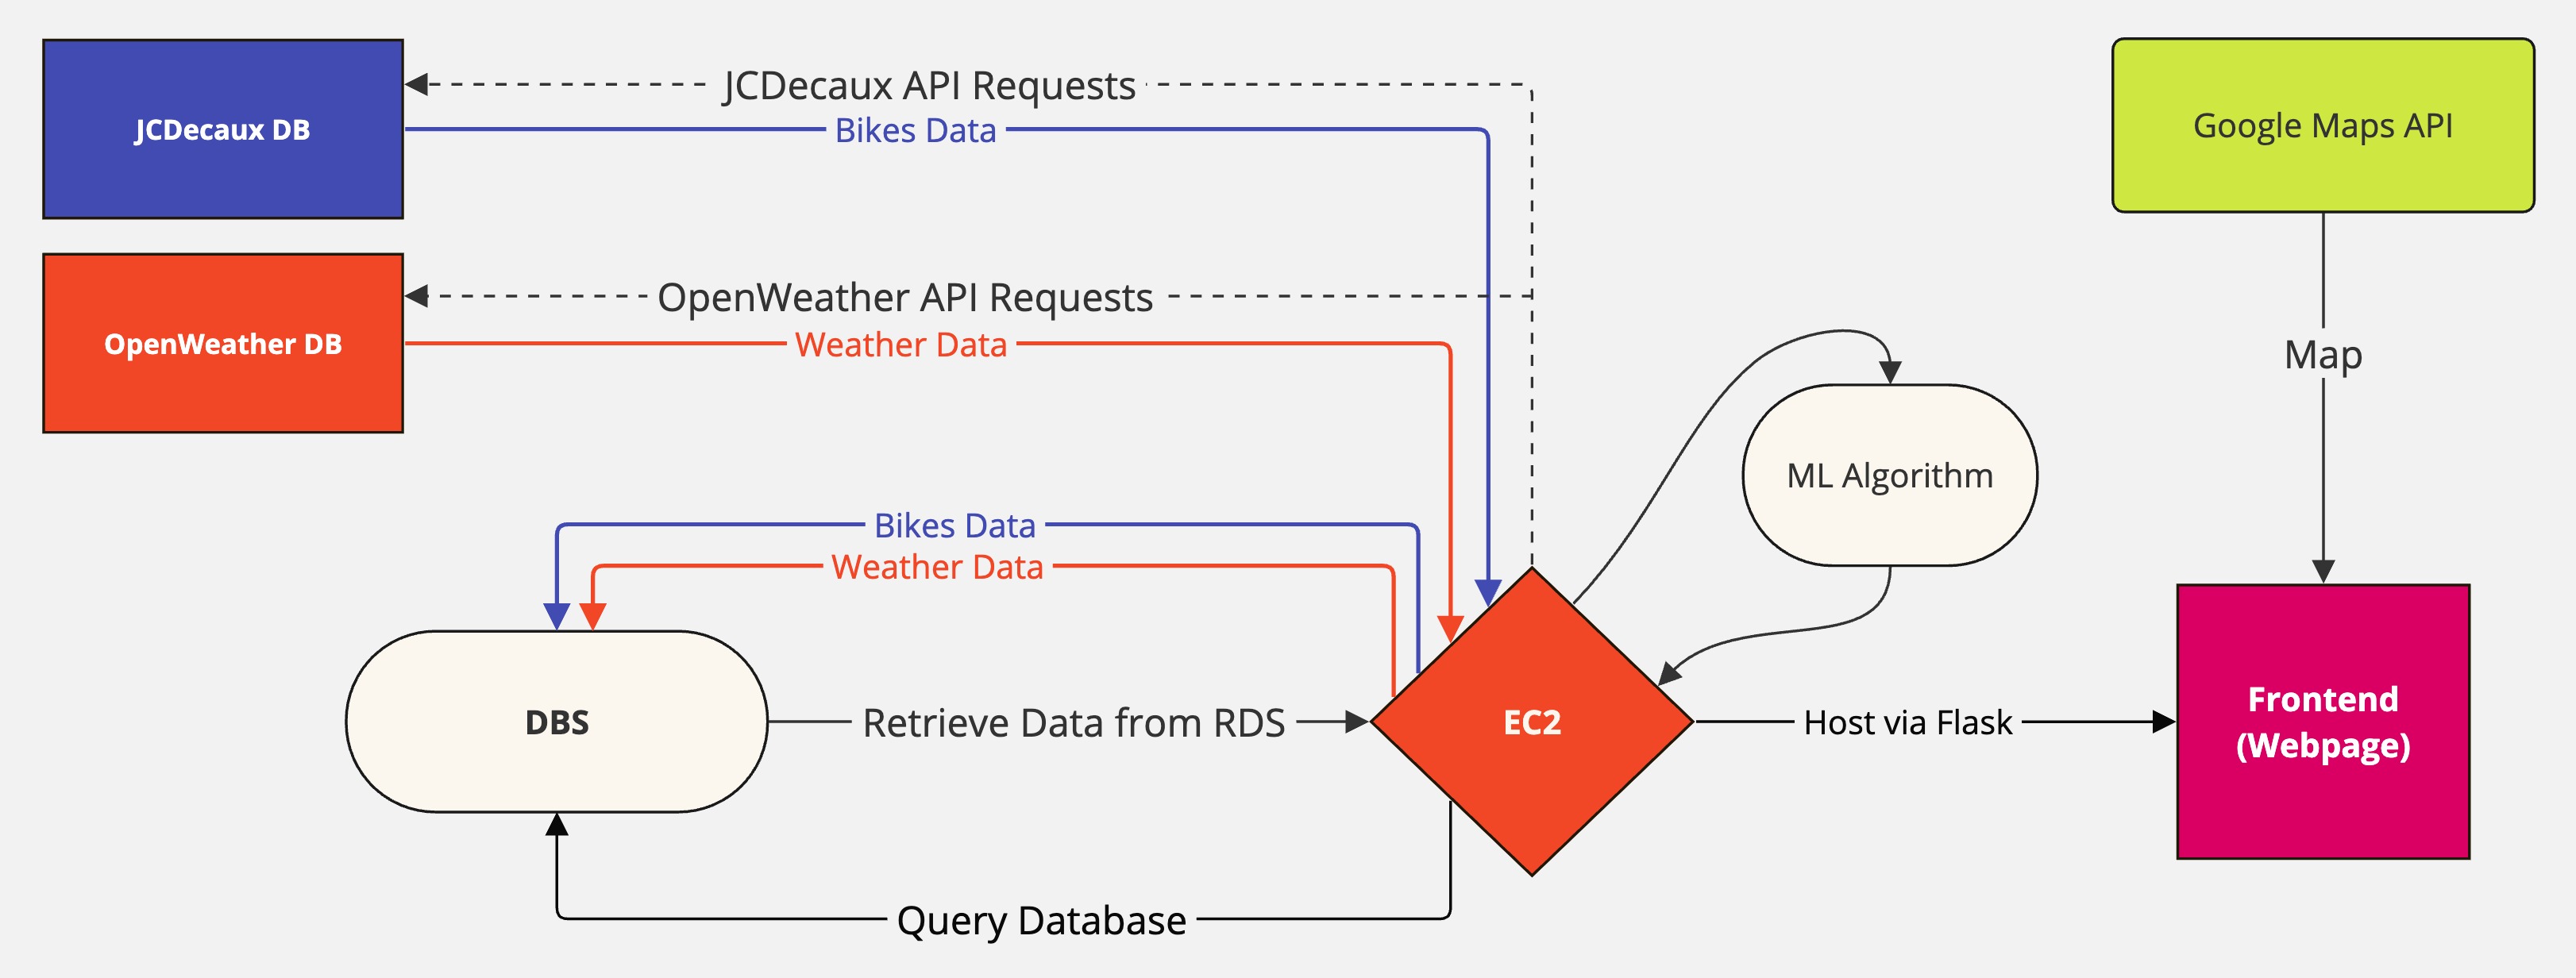 JCDecaux API Requests
JCDecaux DB
Bikes Data
Google Maps API
OpenWeather API Requests
OpenWeather DB
Weather Data
Map
ML Algorithm
Bikes Data
Weather Data
DBS
Retrieve Data from RDS
EC2
Host via Flask
Frontend
(Webpage)
Query Database